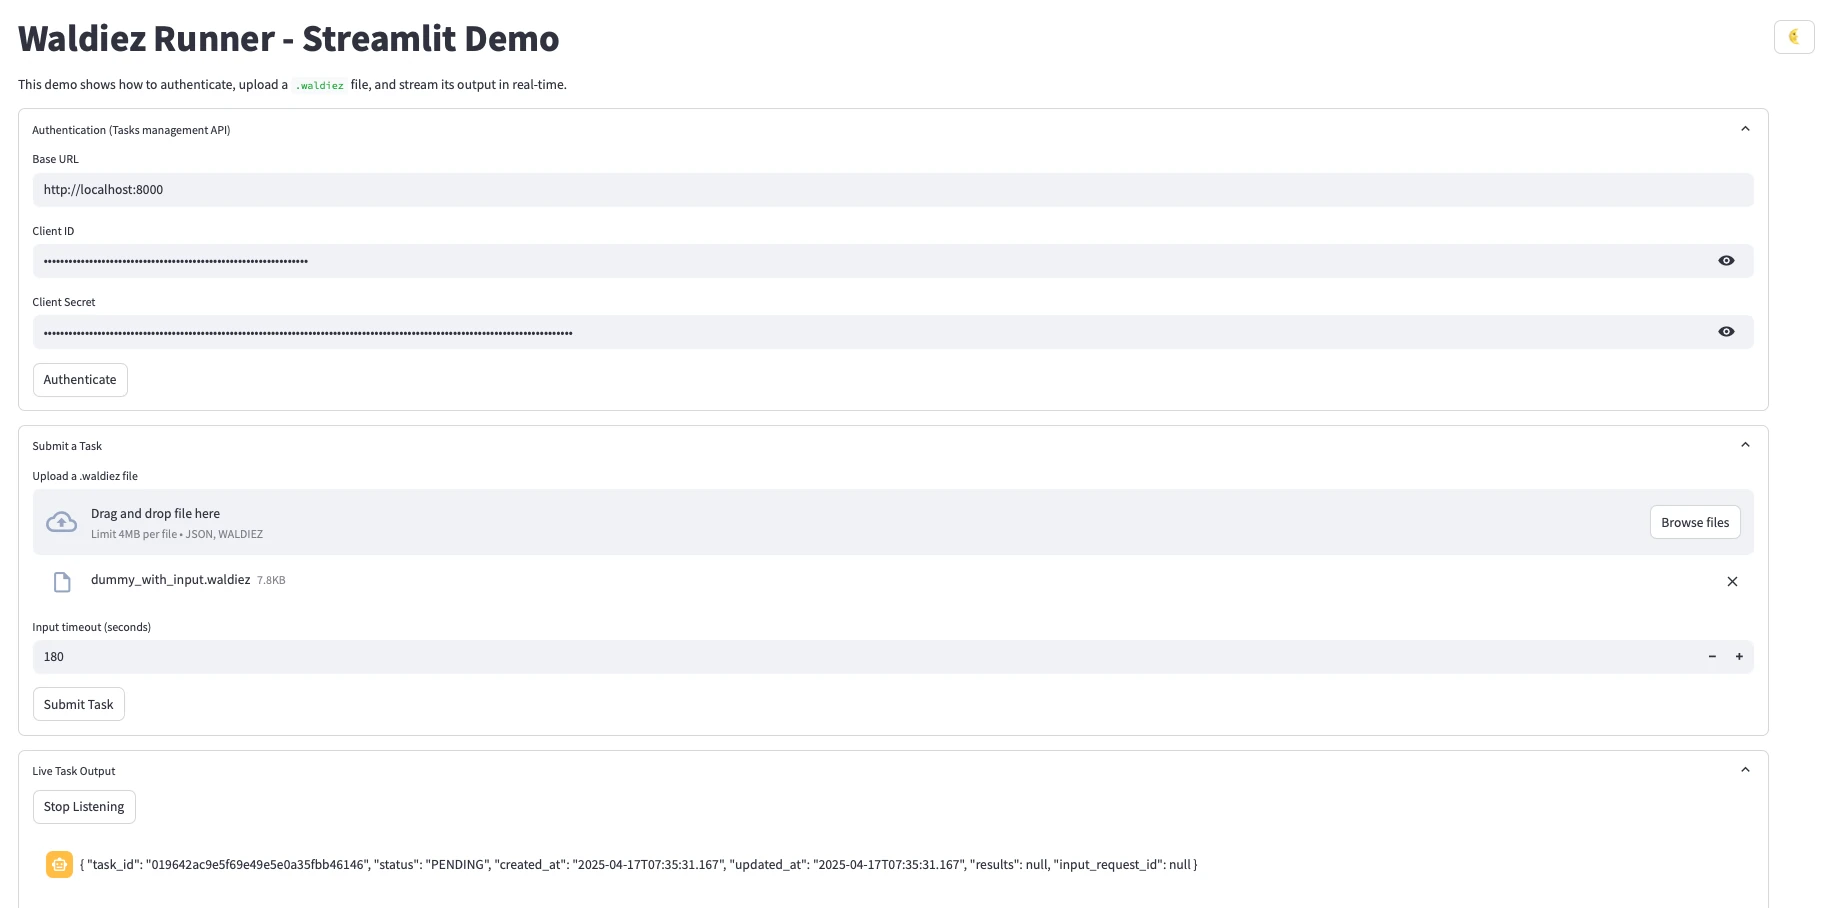 Waldiez Runner - Streamlit Demo
This demo shows how to authenticate, upload a .waldiez file, and stream its output in real-time.
Authentication (Tasks management API)
Base URL
http://localhost:8000
Client ID
Client Secret
Authenticate
Submit a Task
Upload a .waldiez file
Drag and drop file here
Limit 4MB per file • JSON, WALDIEZ
Browse files
dummy_with_input.waldiez 7.8KB
Input timeout (seconds)
180
Submit Task
Live Task Output
Stop Listening
{ "task_id": "019642ac9e5f69e49e5e0a35fbb46146", "status": "PENDING", "created_at": "2025-04-17T07:35:31.167", "updated_at": "2025-04-17T07:35:31.167", "results": null, "input_request_id": null }